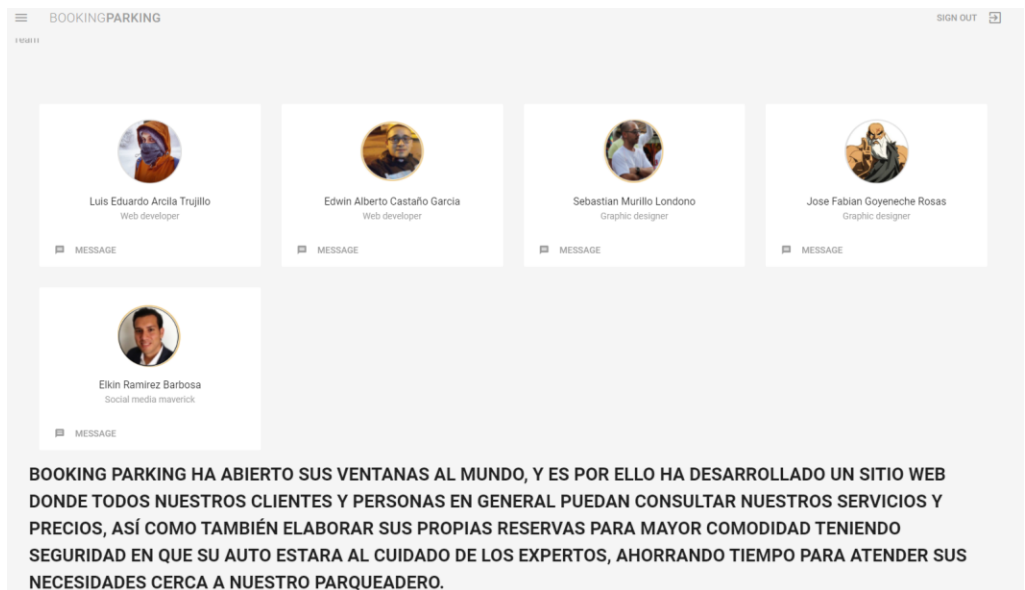 BOOKINGPARKING
SIGN OUT
Team
Luis Eduardo Arcila Trujillo
Web developer
MESSAGE
Edwin Alberto Castaño Garcia
Web developer
MESSAGE
Sebastian Murillo Londono
Graphic designer
MESSAGE
Jose Fabian Goyeneche Rosas
Graphic designer
MESSAGE
Elkin Ramirez Barbosa
Social media maverick
MESSAGE
BOOKING PARKING HA ABIERTO SUS VENTANAS AL MUNDO, Y ES POR ELLO HA DESARROLLADO UN SITIO WEB
DONDE TODOS NUESTROS CLIENTES Y PERSONAS EN GENERAL PUEDAN CONSULTAR NUESTROS SERVICIOS Y
PRECIOS, ASÍ COMO TAMBIÉN ELABORAR SUS PROPIAS RESERVAS PARA MAYOR COMODIDAD TENIENDO
SEGURIDAD EN QUE SU AUTO ESTARA AL CUIDADO DE LOS EXPERTOS, AHORRANDO TIEMPO PARA ATENDER SUS
NECESIDADES CERCA A NUESTRO PARQUEADERO.